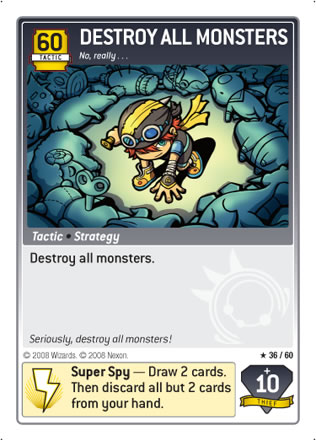 60
TACTIC
DESTROY ALL MONSTERS
No, really . . .
Tactic • Strategy
Destroy all monsters.
Seriously, destroy all monsters!
© 2008 Wizards. © 2008 Nexon.
★ 36 / 60
Super Spy — Draw 2 cards.
Then discard all but 2 cards
from your hand.
+
10
THIEF